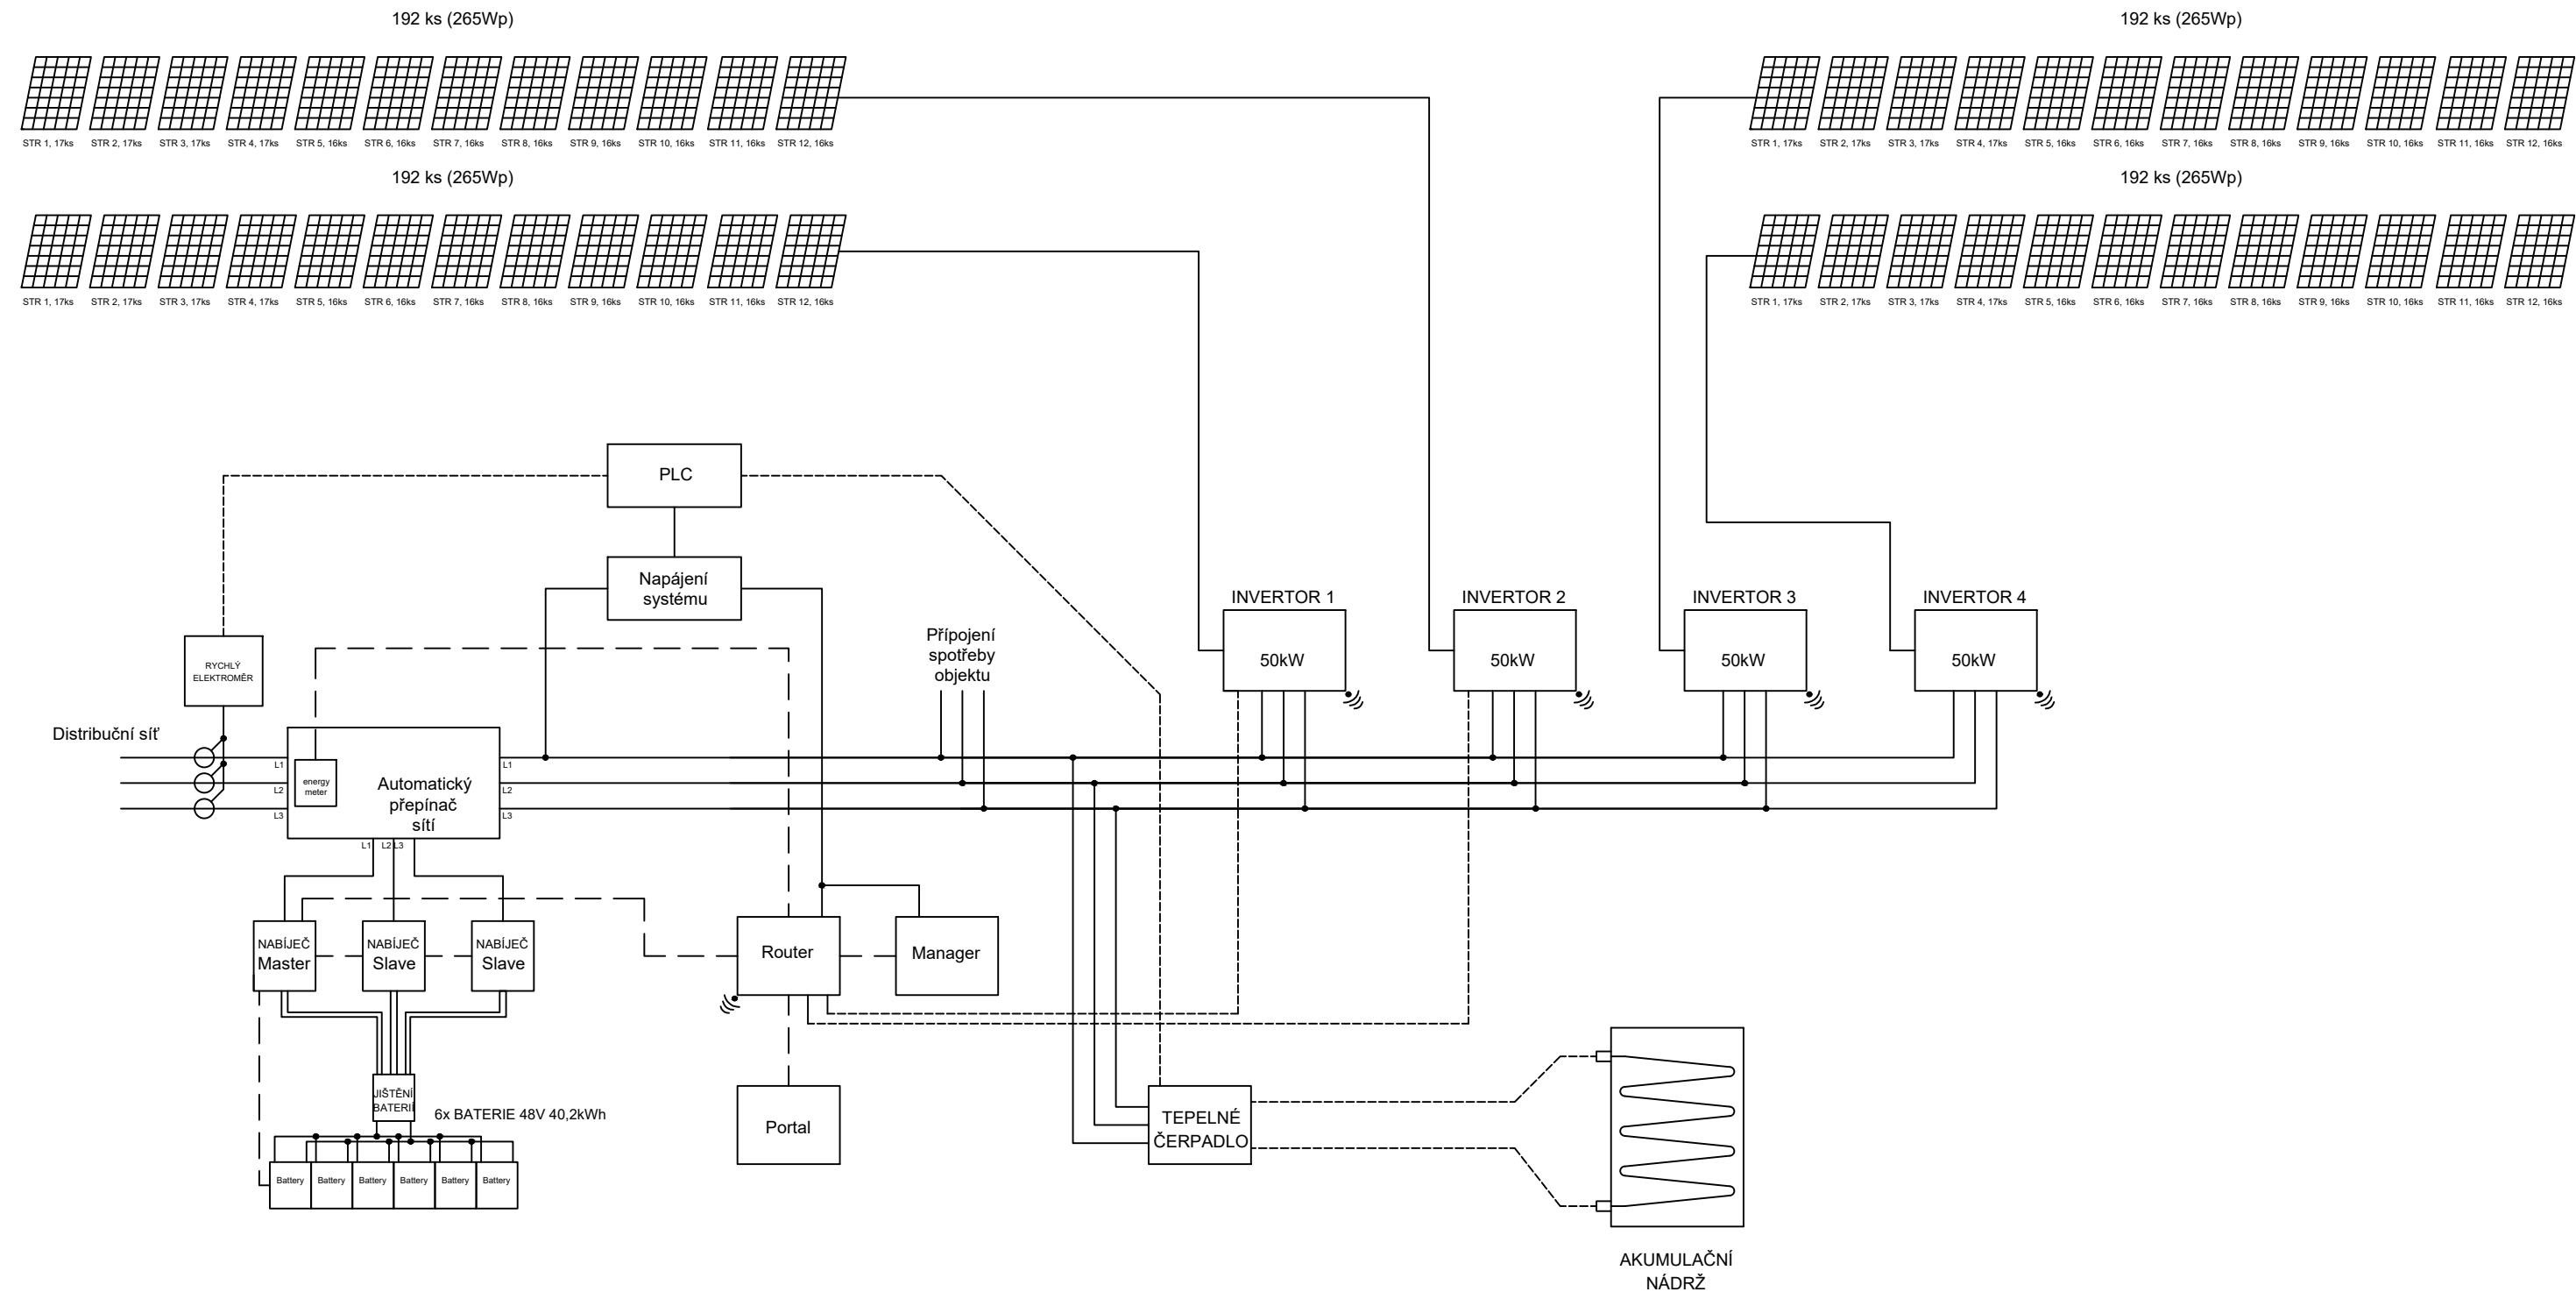 192 ks (265Wp)
192 ks (265Wp)
STR 1, 17ks STR 2, 17ks STR 3, 17ks STR 4, 17ks STR 5, 16ks STR 6, 16ks STR 7, 16ks STR 8, 16ks STR 9, 16ks STR 10, 16ks STR 11, 16ks STR 12, 16ks
STR 1, 17ks STR 2, 17ks STR 3, 17ks STR 4, 17ks STR 5, 16ks STR 6, 16ks STR 7, 16ks STR 8, 16ks STR 9, 16ks STR 10, 16ks STR 11, 16ks STR 12, 16ks
192 ks (265Wp)
192 ks (265Wp)
STR 1, 17ks STR 2, 17ks STR 3, 17ks STR 4, 17ks STR 5, 16ks STR 6, 16ks STR 7, 16ks STR 8, 16ks STR 9, 16ks STR 10, 16ks STR 11, 16ks STR 12, 16ks
STR 1, 17ks STR 2, 17ks STR 3, 17ks STR 4, 17ks STR 5, 16ks STR 6, 16ks STR 7, 16ks STR 8, 16ks STR 9, 16ks STR 10, 16ks STR 11, 16ks STR 12, 16ks
PLC
Napájení
systému
INVERTOR 1
INVERTOR 2
INVERTOR 3
INVERTOR 4
50kW
50kW
50kW
50kW
Přípojení
spotřeby
objektu
RYCHLÝ
ELEKTROMĚR
Distribuční síť
L1
L2
L3
energy
meter
Automatický
přepínač
sítí
L1
L2
L3
L1 L2 L3
NABÍJEČ
Master
NABÍJEČ
Slave
NABÍJEČ
Slave
Router
Manager
JIŠTĚNÍ
BATERIÍ
6x BATERIE 48V 40,2kWh
Battery Battery Battery Battery Battery Battery
Portal
TEPELNÉ
ČERPADLO
AKUMULAČNÍ
NÁDRŽ